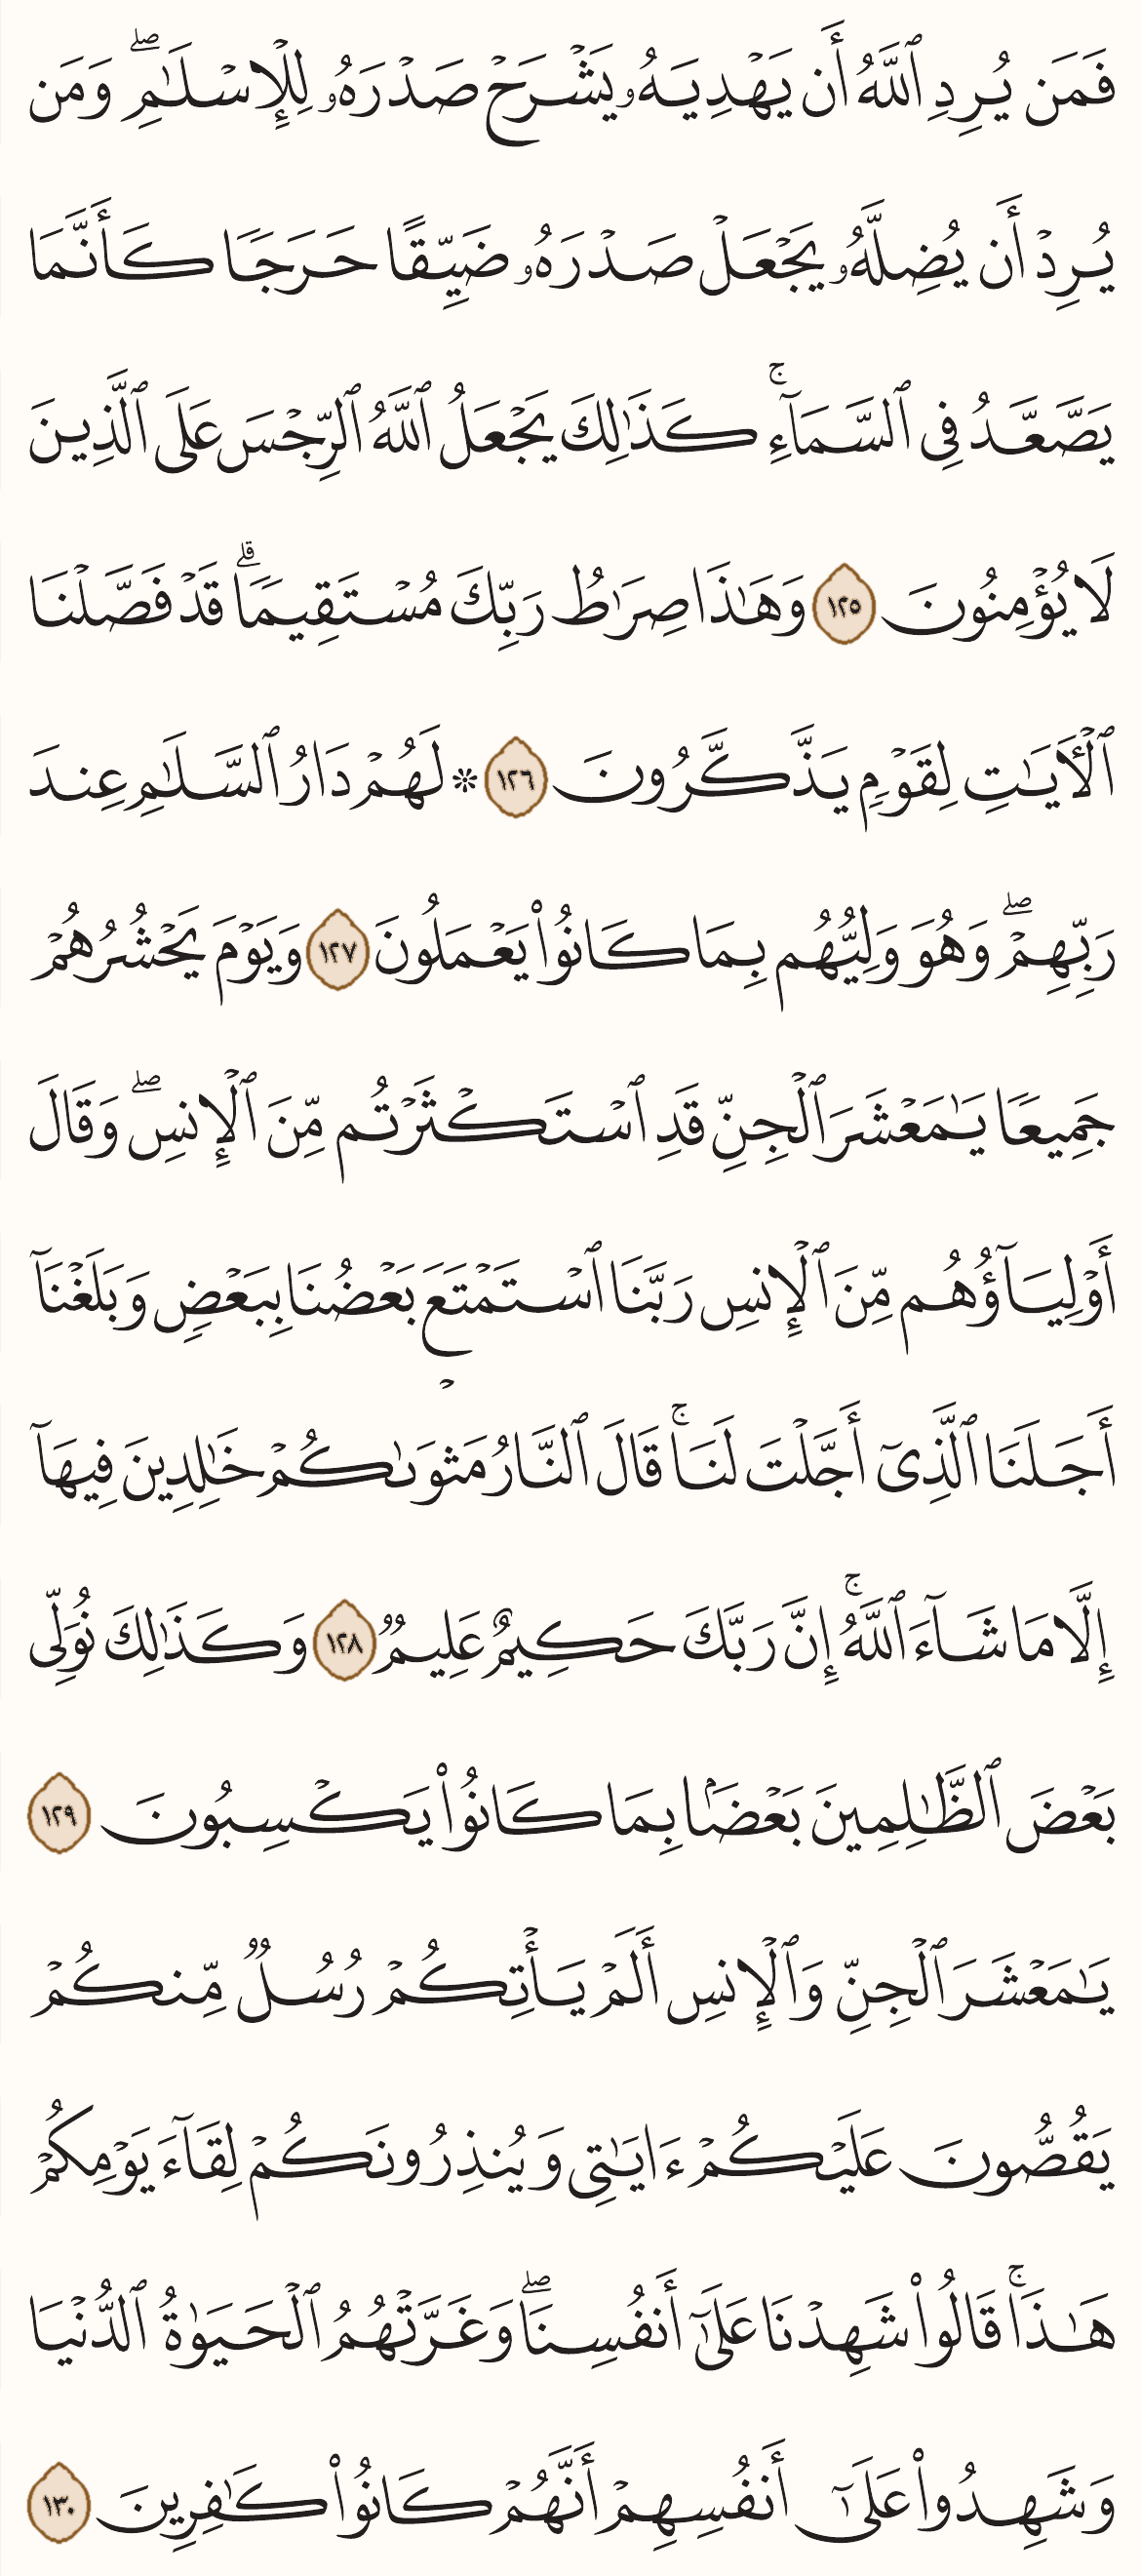 فَمَن يُرِدِ ٱللَّهُ أَن يَهْدِيَهُۥ يَشْرَحْ صَدْرَهُۥ لِلْإِسْلَٰمِ ۖ وَمَن
يُرِدْ أَن يُضِلَّهُۥ يَجْعَلْ صَدْرَهُۥ ضَيِّقًا حَرَجًا كَأَنَّمَا
يَصَّعَّدُ فِى ٱلسَّمَآءِ ۚ كَذَٰلِكَ يَجْعَلُ ٱللَّهُ ٱلرِّجْسَ عَلَى ٱلَّذِينَ
لَا يُؤْمِنُونَ ١٢٥ وَهَٰذَا صِرَٰطُ رَبِّكَ مُسْتَقِيمًا ۗ قَدْ فَصَّلْنَا
ٱلْءَايَٰتِ لِقَوْمٍ يَذَّكَّرُونَ ١٢٦ ۞ لَهُمْ دَارُ ٱلسَّلَٰمِ عِندَ
رَبِّهِمْ ۖ وَهُوَ وَلِيُّهُم بِمَا كَانُوا۟ يَعْمَلُونَ ١٢٧ وَيَوْمَ يَحْشُرُهُمْ
جَمِيعًا يَٰمَعْشَرَ ٱلْجِنِّ قَدِ ٱسْتَكْثَرْتُم مِّنَ ٱلْإِنسِ ۖ وَقَالَ
أَوْلِيَآؤُهُم مِّنَ ٱلْإِنسِ رَبَّنَا ٱسْتَمْتَعَ بَعْضُنَا بِبَعْضٍ وَبَلَغْنَآ
أَجَلَنَا ٱلَّذِىٓ أَجَّلْتَ لَنَا ۚ قَالَ ٱلنَّارُ مَثْوَىٰكُمْ خَٰلِدِينَ فِيهَآ
إِلَّا مَا شَآءَ ٱللَّهُ ۚ إِنَّ رَبَّكَ حَكِيمٌ عَلِيمٌ ١٢٨ وَكَذَٰلِكَ نُوَلِّى
بَعْضَ ٱلظَّٰلِمِينَ بَعْضًۢا بِمَا كَانُوا۟ يَكْسِبُونَ ١٢٩
يَٰمَعْشَرَ ٱلْجِنِّ وَٱلْإِنسِ أَلَمْ يَأْتِكُمْ رُسُلٌ مِّنكُمْ
يَقُصُّونَ عَلَيْكُمْ ءَايَٰتِى وَيُنذِرُونَكُمْ لِقَآءَ يَوْمِكُمْ
هَٰذَا ۚ قَالُوا۟ شَهِدْنَا عَلَىٰٓ أَنفُسِنَا ۖ وَغَرَّتْهُمُ ٱلْحَيَوٰةُ ٱلدُّنْيَا
وَشَهِدُوا۟ عَلَىٰٓ أَنفُسِهِمْ أَنَّهُمْ كَانُوا۟ كَٰفِرِينَ ١٣٠